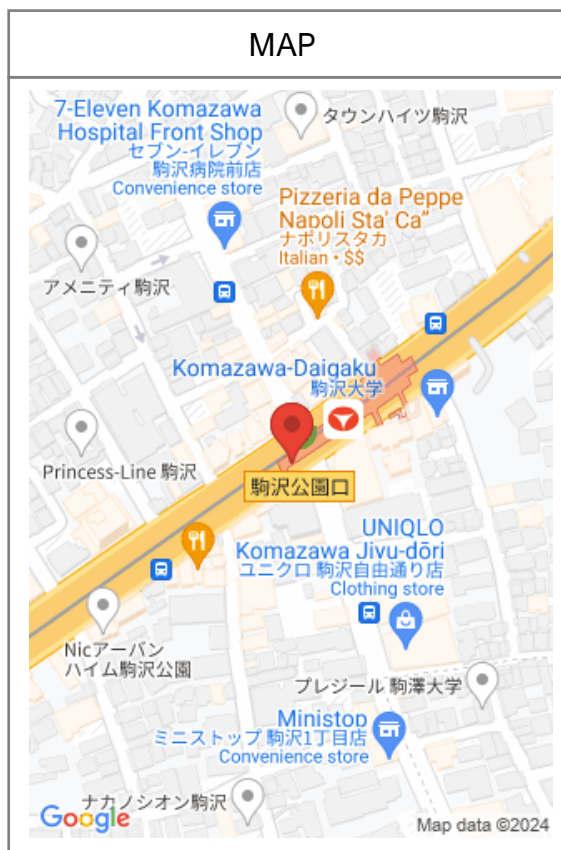 MAP
7-Eleven Komazawa
Hospital Front Shop
セブン-イレブン
駒沢病院前店
Convenience store
タウンハイツ駒沢
Pizzeria da Peppe
Napoli Sta' Ca”
ナポリスタカ
Italian • $$
アメニティ駒沢
Komazawa-Daigaku
駒沢大学
Princess-Line 駒沢
駒沢公園口
UNIQLO
Komazawa Jiyu-dōri
ユニクロ 駒沢自由通り店
Clothing store
Nicアーバン
ハイム駒沢公園
プレジール 駒澤大学
Ministop
ミニストップ 駒沢1丁目店
Convenience store
ナカノシオン駒沢
Google
Map data ©2024